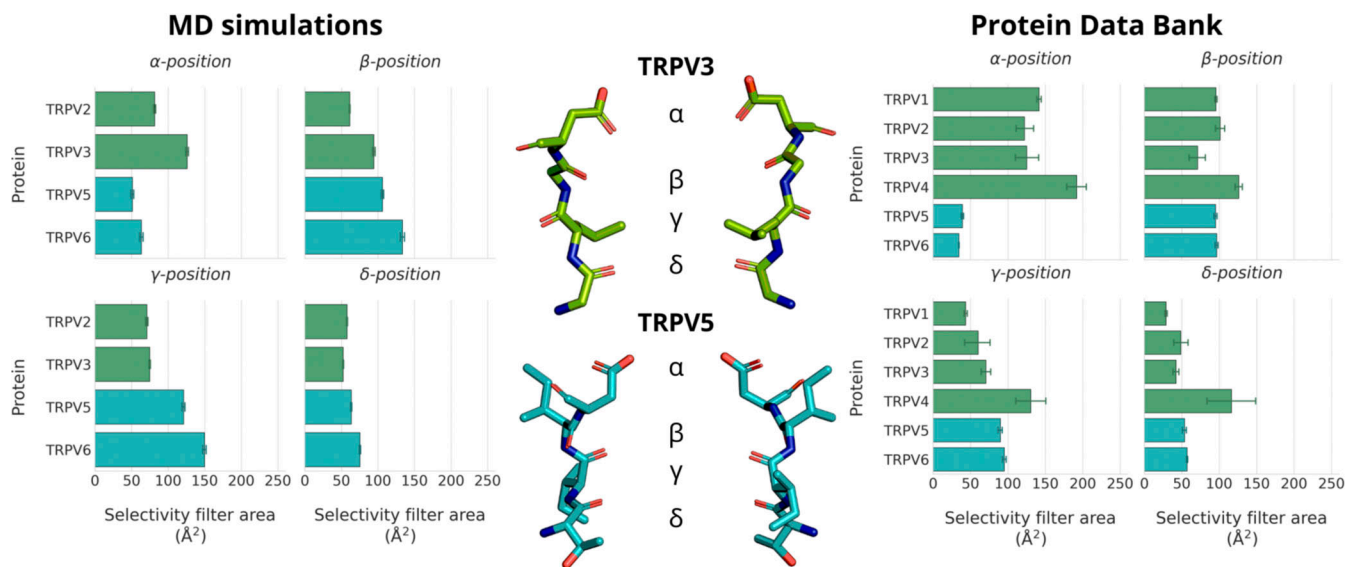 MD simulations
α-position
β-position
TRPV2
TRPV3
TRPV5
TRPV6
Protein
γ-position
δ-position
TRPV2
TRPV3
TRPV5
TRPV6
Protein
0 50 100 150 200 250
0 50 100 150 200 250
Selectivity filter area
(Å²)
Selectivity filter area
(Å²)
TRPV3
α
β
γ
δ
TRPV5
α
β
γ
δ
Protein Data Bank
α-position
β-position
TRPV1
TRPV2
TRPV3
TRPV4
TRPV5
TRPV6
Protein
γ-position
δ-position
TRPV1
TRPV2
TRPV3
TRPV4
TRPV5
TRPV6
Protein
0 50 100 150 200 250
0 50 100 150 200 250
Selectivity filter area
(Å²)
Selectivity filter area
(Å²)